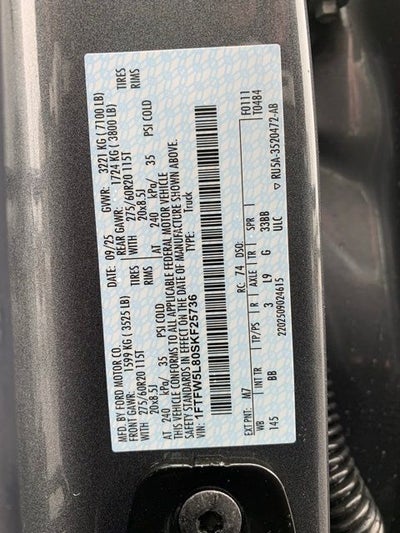 MFD. BY FORD MOTOR CO. DATE: 09/25 GVWR: 3221 KG ( 7100 LB)
FRONT GAWR: 1599 KG ( 3525 LB) REAR GAWR: 1724 KG ( 3800 LB)
WITH 275/60R20 115T TIRES WITH 275/60R20 115T TIRES
20x8.5J RIMS 20x8.5J RIMS
AT 240 kPa/ 35 PSI COLD AT 240 kPa/ 35 PSI COLD
THIS VEHICLE CONFORMS TO ALL APPLICABLE FEDERAL MOTOR VEHICLE
SAFETY STANDARDS IN EFFECT ON THE DATE OF MANUFACTURE SHOWN ABOVE.
VIN: 1FTFW5L80SKF25736 TYPE: Truck
F0111
T0484
EXT PNT: M7 RC: 74 DSO:
WB INT TR TP/PS R AXLE TR SPR
145 BB 3 L9 G 33BB
ULC
2202509024615
▽ RU5A-3520472-AB